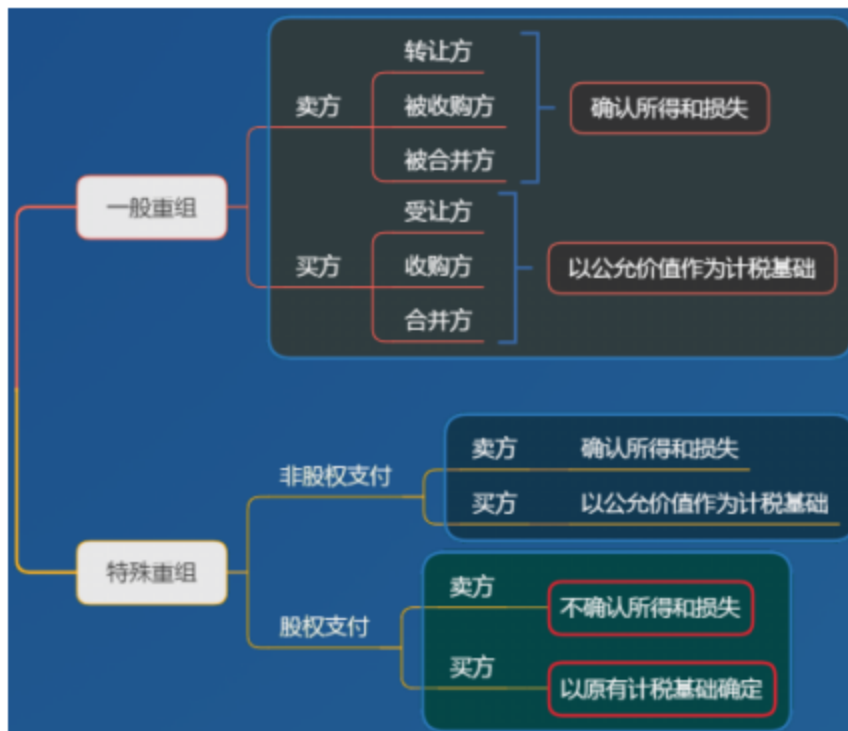 转让方
卖方
被收购方
确认所得和损失
被合并方
一般重组
受让方
买方
收购方
以公允价值作为计税基础
合并方
卖方
确认所得和损失
非股权支付
买方
以公允价值作为计税基础
特殊重组
卖方
不确认所得和损失
股权支付
买方
以原有计税基础确定